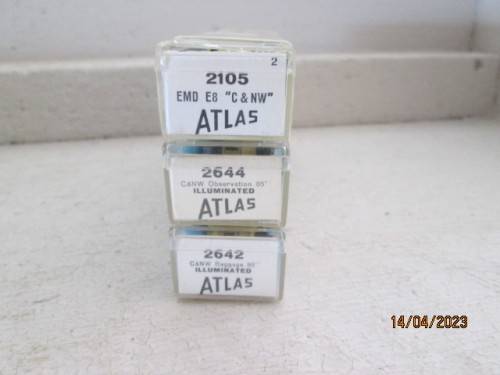 2
2105
EMD E8 "C & NW"
ATLAS
2644
C&NW Observation 85'
ILLUMINATED
ATLAS
2642
C&NW Baggage 85'
ILLUMINATED
ATLAS
14/04/2023